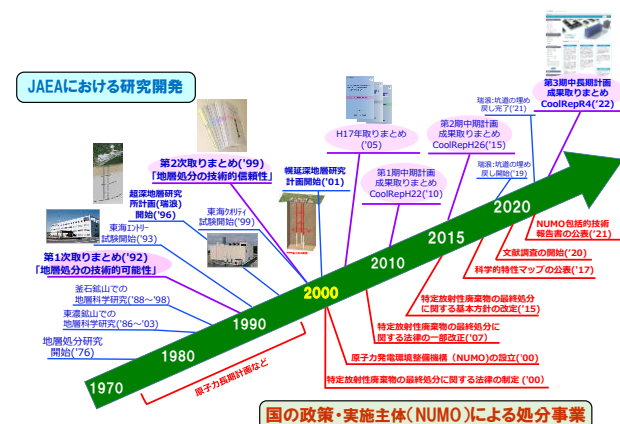 JAEAにおける研究開発
第3期中長期計画
成果取りまとめ
CoolRepR4(‘22)
瑞浪:坑道の埋め
戻し完了('21)
第2期中期計画
成果取りまとめ
CoolRepH26('15)
H17年取りまとめ
('05)
瑞浪:坑道の埋め
戻し開始('19)
第1期中期計画
成果取りまとめ
CoolRepH22('10)
第2次取りまとめ('99)
「地層処分の技術的信頼性」
幌延深地層研究
計画開始('01)
超深地層研究
所計画(瑞浪)
開始('96)
東海クオリティ
試験開始('99)
東海エントリー
試験開始('93)
第1次取りまとめ('92)
「地層処分の技術的可能性」
釜石鉱山での
地層科学研究('88～'98)
東濃鉱山での
地層科学研究('86～'03)
地層処分研究
開始('76)
1970
1980
1990
2000
2010
2015
2020
原子力長期計画など
NUMO包括的技術
報告書の公表('21)
文献調査の開始('20)
科学的特性マップの公表('17)
特定放射性廃棄物の最終処分
に関する基本方針の改定('15)
特定放射性廃棄物の最終処分に
関する法律の一部改正('07）
原子力発電環境整備機構（NUMO)の設立('00)
特定放射性廃棄物の最終処分に関する法律の制定（'00）
国の政策・実施主体(NUMO)による処分事業